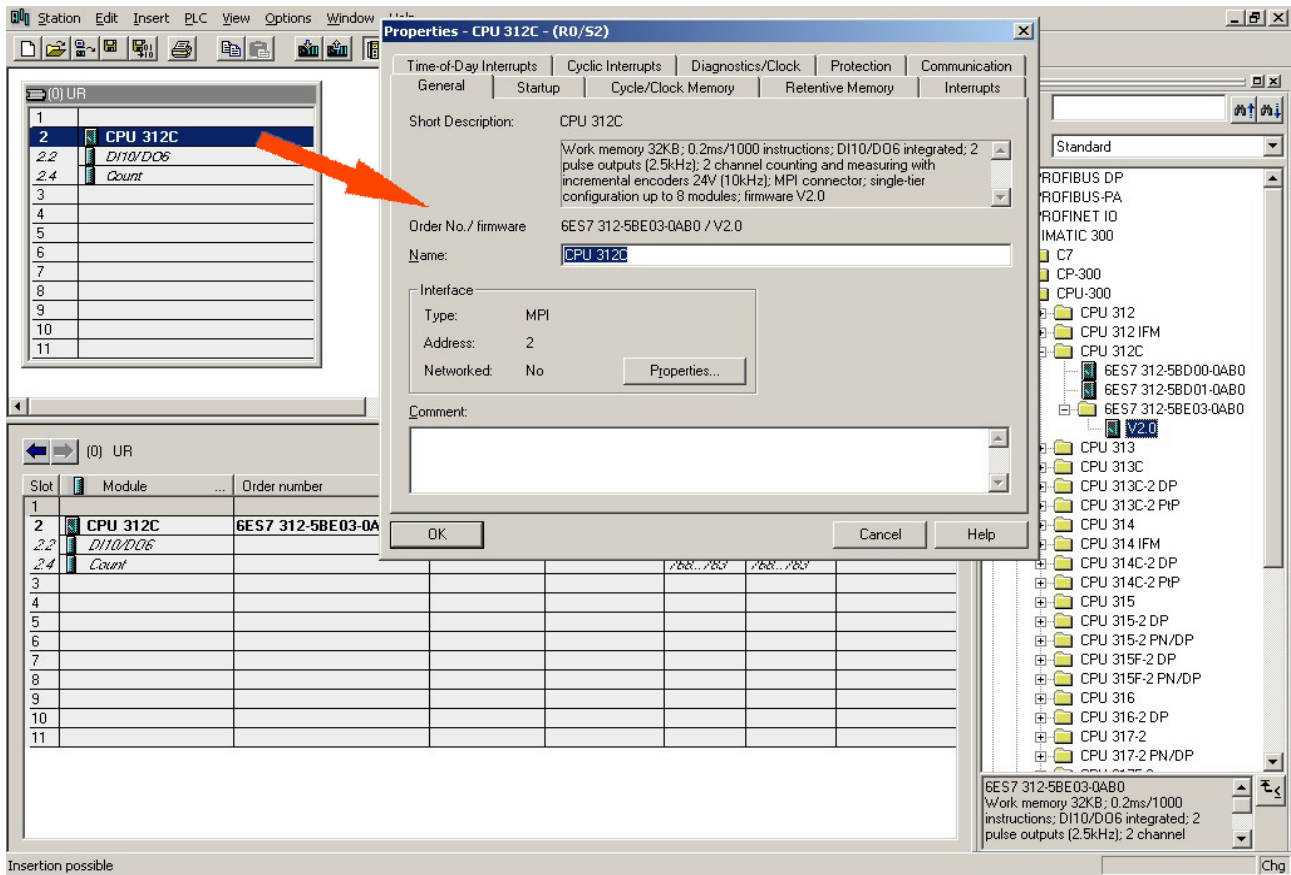 Station Edit Insert PLC View Options Window
Properties - CPU 312C - (R0/S2)
Time-of-Day Interrupts Cyclic Interrupts Diagnostics/Clock Protection Communication
General Startup Cycle/Clock Memory Retentive Memory Interrupts
Short Description: CPU 312C
Work memory 32KB; 0.2ms/1000 instructions; DI10/DO6 integrated; 2
pulse outputs (2.5kHz); 2 channel counting and measuring with
incremental encoders 24V (10kHz); MPI connector; single-tier
configuration up to 8 modules; firmware V2.0
Order No./ firmware 6ES7 312-5BE03-0AB0 / V2.0
Name: CPU 312C
Interface
Type: MPI
Address: 2
Networked: No Properties...
Comment:
OK Cancel Help
(0) UR
1
2 CPU 312C
2.2 DI10/DO6
2.4 Count
3
4
5
6
7
8
9
10
11
(0) UR
Slot Module ... Order number
1
2 CPU 312C 6ES7 312-5BE03-0A
2.2 DI10/DO6
2.4 Count 768...783 768...783
3
4
5
6
7
8
9
10
11
Standard
ROFIBUS DP
ROFIBUS-PA
ROFINET IO
IMATIC 300
C7
CP-300
CPU-300
CPU 312
CPU 312 IFM
CPU 312C
6ES7 312-5BD00-0AB0
6ES7 312-5BD01-0AB0
6ES7 312-5BE03-0AB0
V2.0
CPU 313
CPU 313C
CPU 313C-2 DP
CPU 313C-2 PtP
CPU 314
CPU 314 IFM
CPU 314C-2 DP
CPU 314C-2 PtP
CPU 315
CPU 315-2 DP
CPU 315-2 PN/DP
CPU 315F-2 DP
CPU 315F-2 PN/DP
CPU 316
CPU 316-2 DP
CPU 317-2
CPU 317-2 PN/DP
6ES7 312-5BE03-0AB0
Work memory 32KB; 0.2ms/1000
instructions; DI10/DO6 integrated; 2
pulse outputs (2.5kHz); 2 channel
Insertion possible
Chg